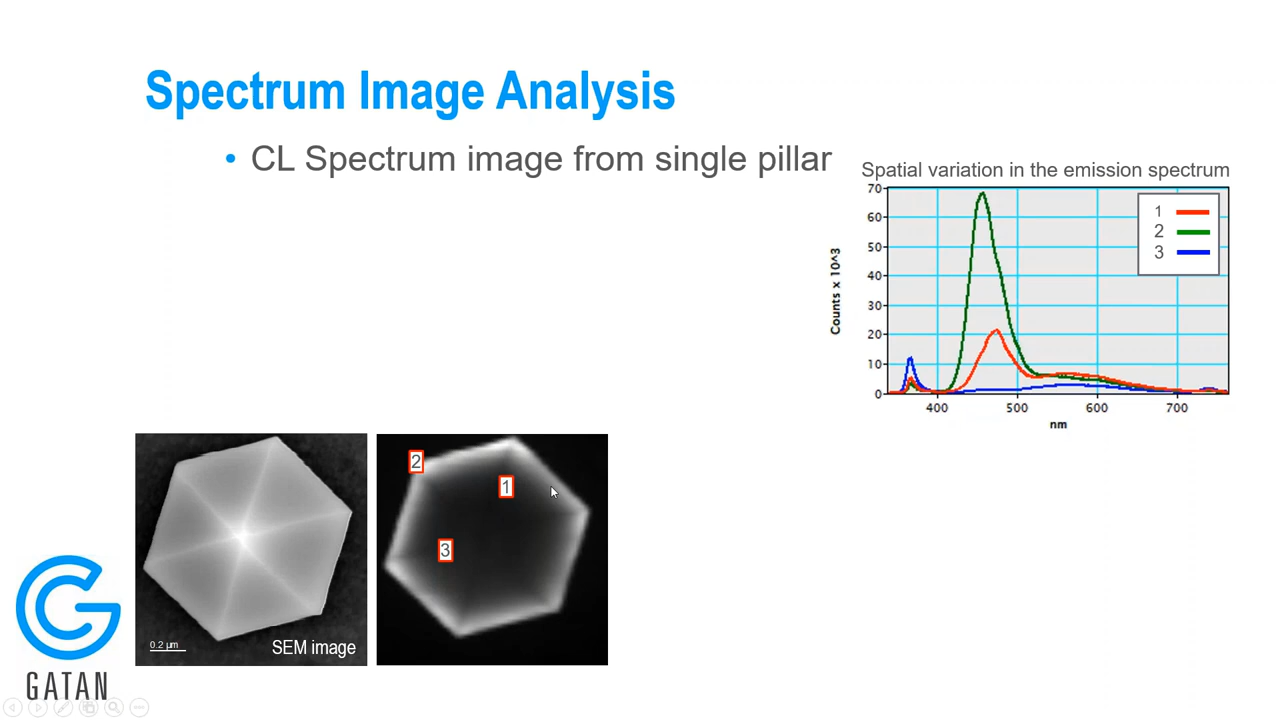 Spectrum Image Analysis
• CL Spectrum image from single pillar
Spatial variation in the emission spectrum
70
60
50
40
30
20
10
0
Counts x 10^3
1
2
3
400 500 600 700
nm
2
1
3
0.2 µm
SEM image
GATAN